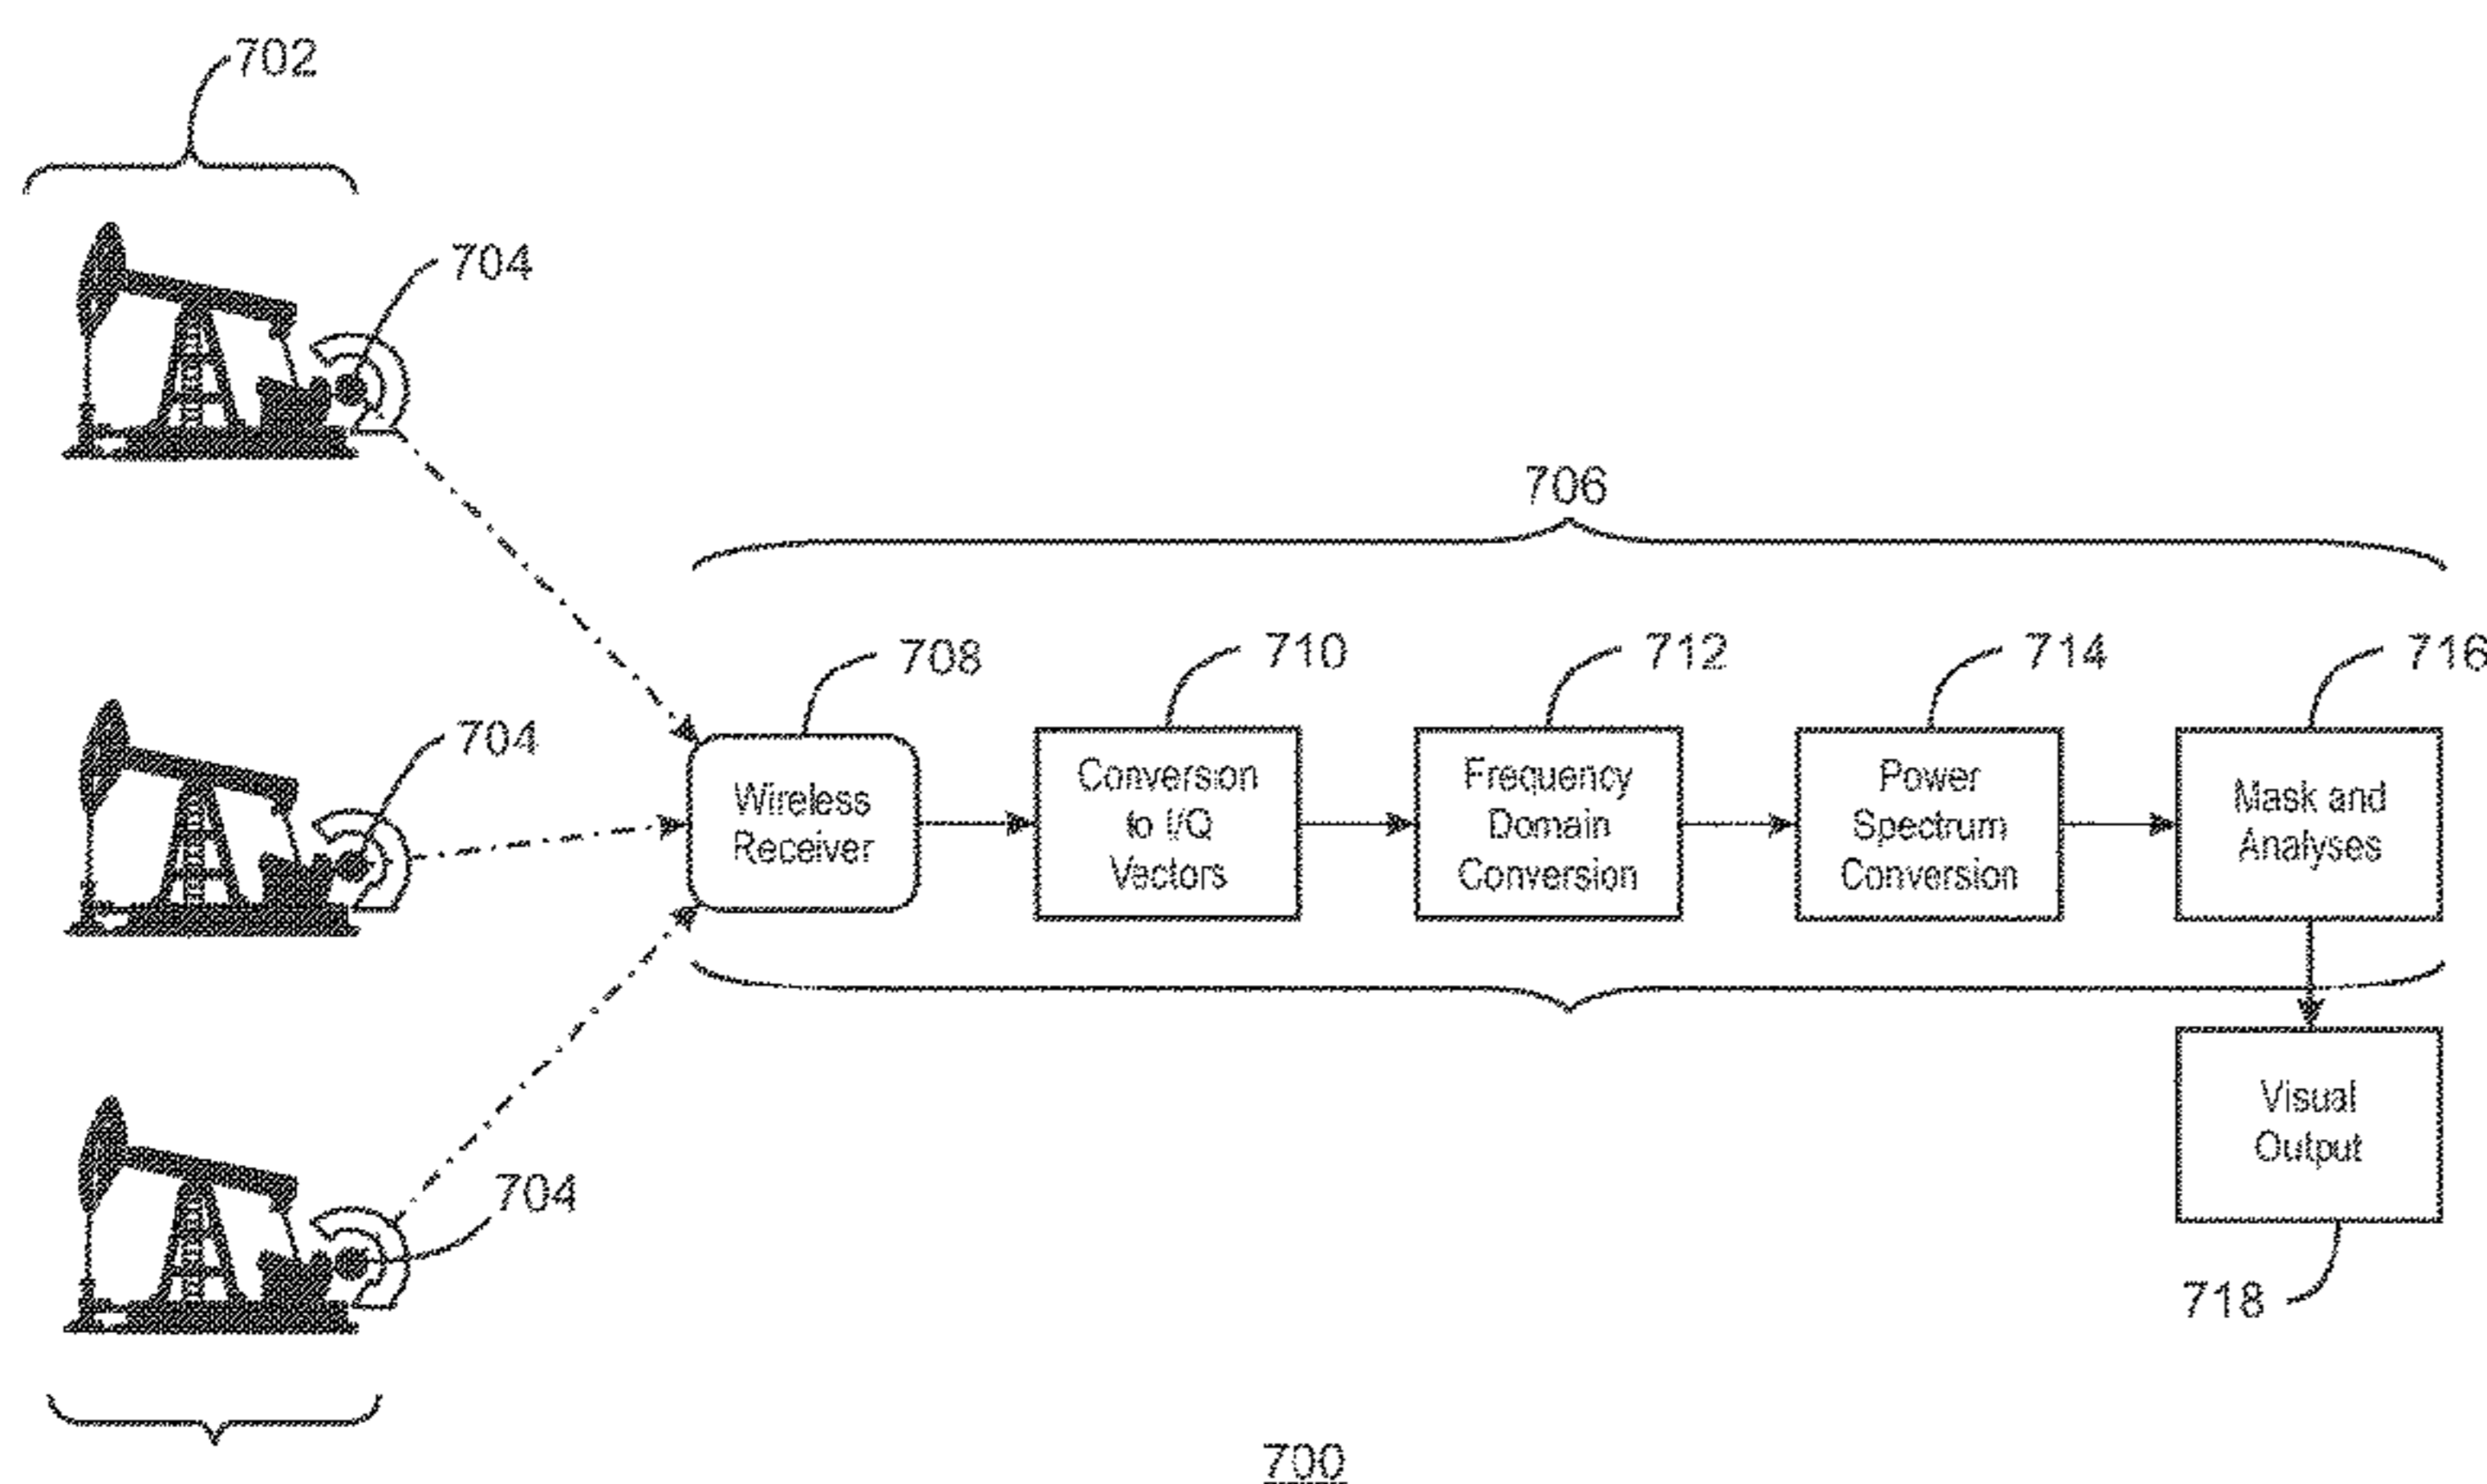 702
704
706
708
710
712
714
716
704
Wireless
Receiver
Conversion
to I/Q
Vectors
Frequency
Domain
Conversion
Power
Spectrum
Conversion
Mask and
Analyses
Visual
Output
704
718
700